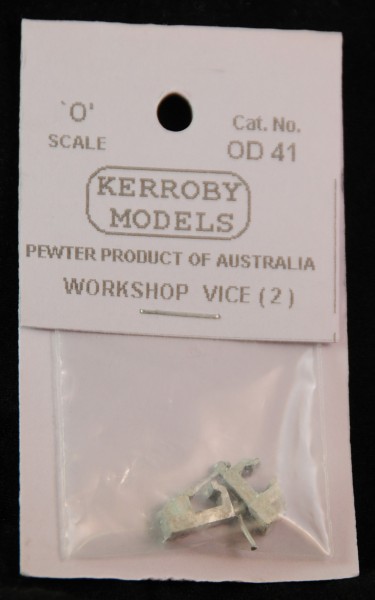 `O'
SCALE
Cat. No.
OD 41
KERROBY
MODELS
PEWTER PRODUCT OF AUSTRALIA
WORKSHOP VICE (2)